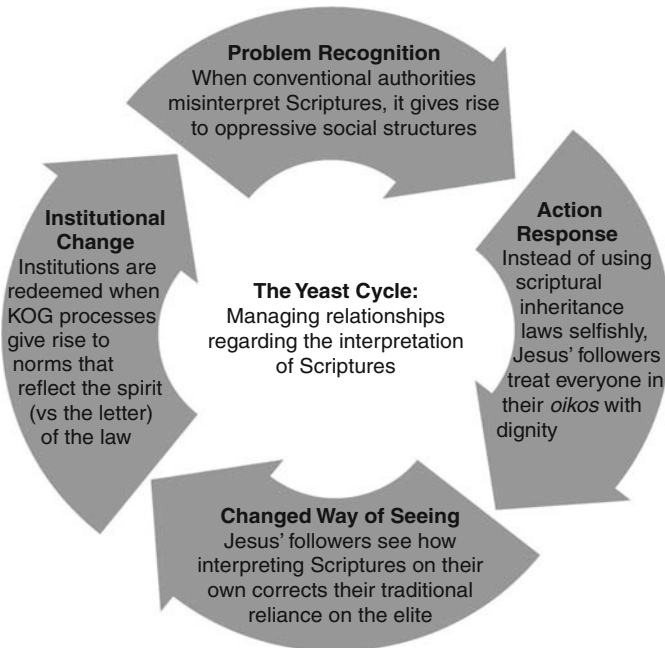 Problem Recognition
When conventional authorities
misinterpret Scriptures, it gives rise
to oppressive social structures
Action
Response
Instead of using
scriptural
inheritance
laws selfishly,
Jesus’ followers
treat everyone in
their oikos with
dignity
Changed Way of Seeing
Jesus’ followers see how
interpreting Scriptures on their
own corrects their traditional
reliance on the elite
Institutional
Change
Institutions are
redeemed when
KOG processes
give rise to
norms that
reflect the spirit
(vs the letter)
of the law
The Yeast Cycle:
Managing relationships
regarding the interpretation
of Scriptures